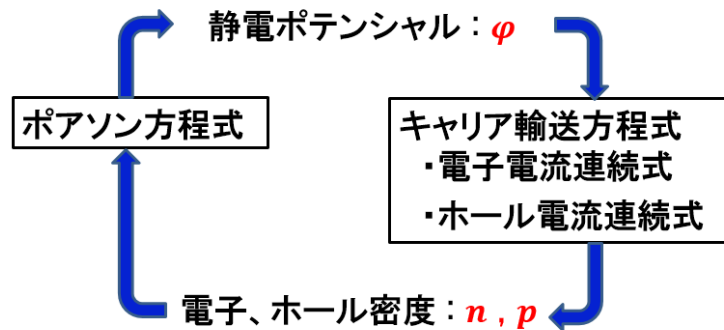 静電ポテンシャル：φ
ポアソン方程式
キャリア輸送方程式
・電子電流連続式
・ホール電流連続式
電子、ホール密度：n , p